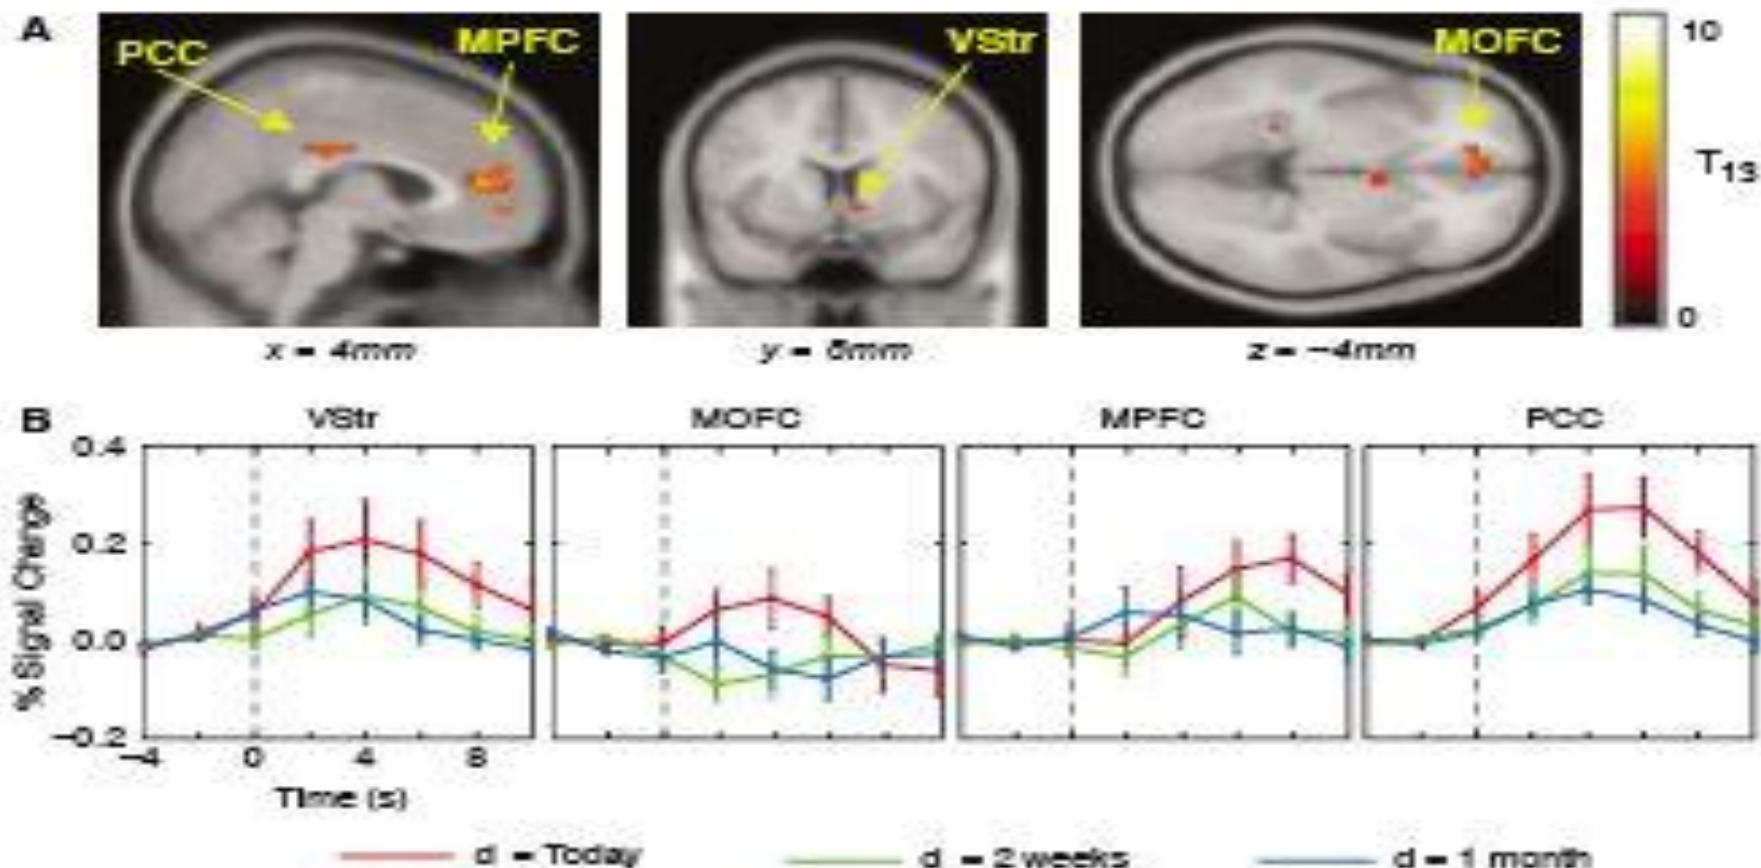 A
PCC
MPFC
VStr
MOFC
10
T13
0
x = 4mm
y = 8mm
z = -4mm
B
VStr
MOFC
MPFC
PCC
% Signal Change
0.4
0.2
0.0
-0.2
-4 0 4 8
Time (s)
d = Today
d = 2 weeks
d = 1 month